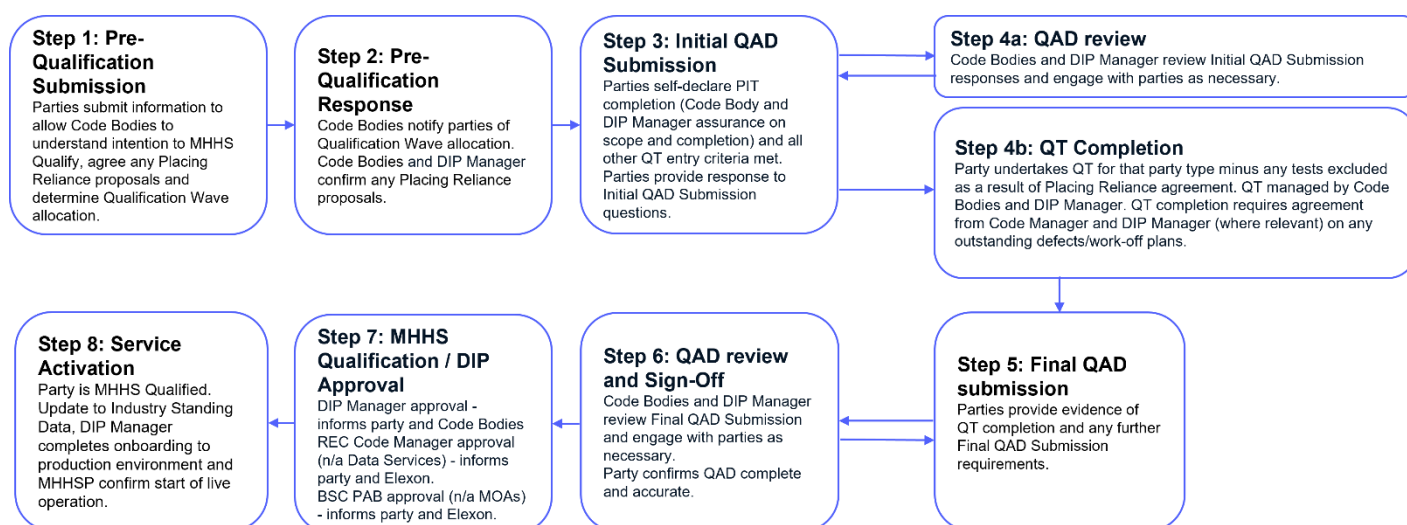 Step 1: Pre-
Qualification
Submission
Parties submit information to
allow Code Bodies to
understand intention to MHHS
Qualify, agree any Placing
Reliance proposals and
determine Qualification Wave
allocation.
Step 2: Pre-
Qualification
Response
Code Bodies notify parties of
Qualification Wave allocation.
Code Bodies and DIP Manager
confirm any Placing Reliance
proposals.
Step 3: Initial QAD
Submission
Parties self-declare PIT
completion (Code Body and
DIP Manager assurance on
scope and completion) and all
other QT entry criteria met.
Parties provide response to
Initial QAD Submission
questions.
Step 4a: QAD review
Code Bodies and DIP Manager review Initial QAD Submission
responses and engage with parties as necessary.
Step 4b: QT Completion
Party undertakes QT for that party type minus any tests excluded
as a result of Placing Reliance agreement. QT managed by Code
Bodies and DIP Manager. QT completion requires agreement
from Code Manager and DIP Manager (where relevant) on any
outstanding defects/work-off plans.
Step 5: Final QAD
submission
Parties provide evidence of
QT completion and any further
Final QAD Submission
requirements.
Step 6: QAD review
and Sign-Off
Code Bodies and DIP Manager
review Final QAD Submission
and engage with parties as
necessary.
Party confirms QAD complete
and accurate.
Step 7: MHHS
Qualification / DIP
Approval
DIP Manager approval -
informs party and Code Bodies
REC Code Manager approval
(n/a Data Services) - informs
party and Elexon.
BSC PAB approval (n/a MOAs)
- informs party and Elexon.
Step 8: Service
Activation
Party is MHHS Qualified.
Update to Industry Standing
Data, DIP Manager
completes onboarding to
production environment and
MHHSP confirm start of live
operation.